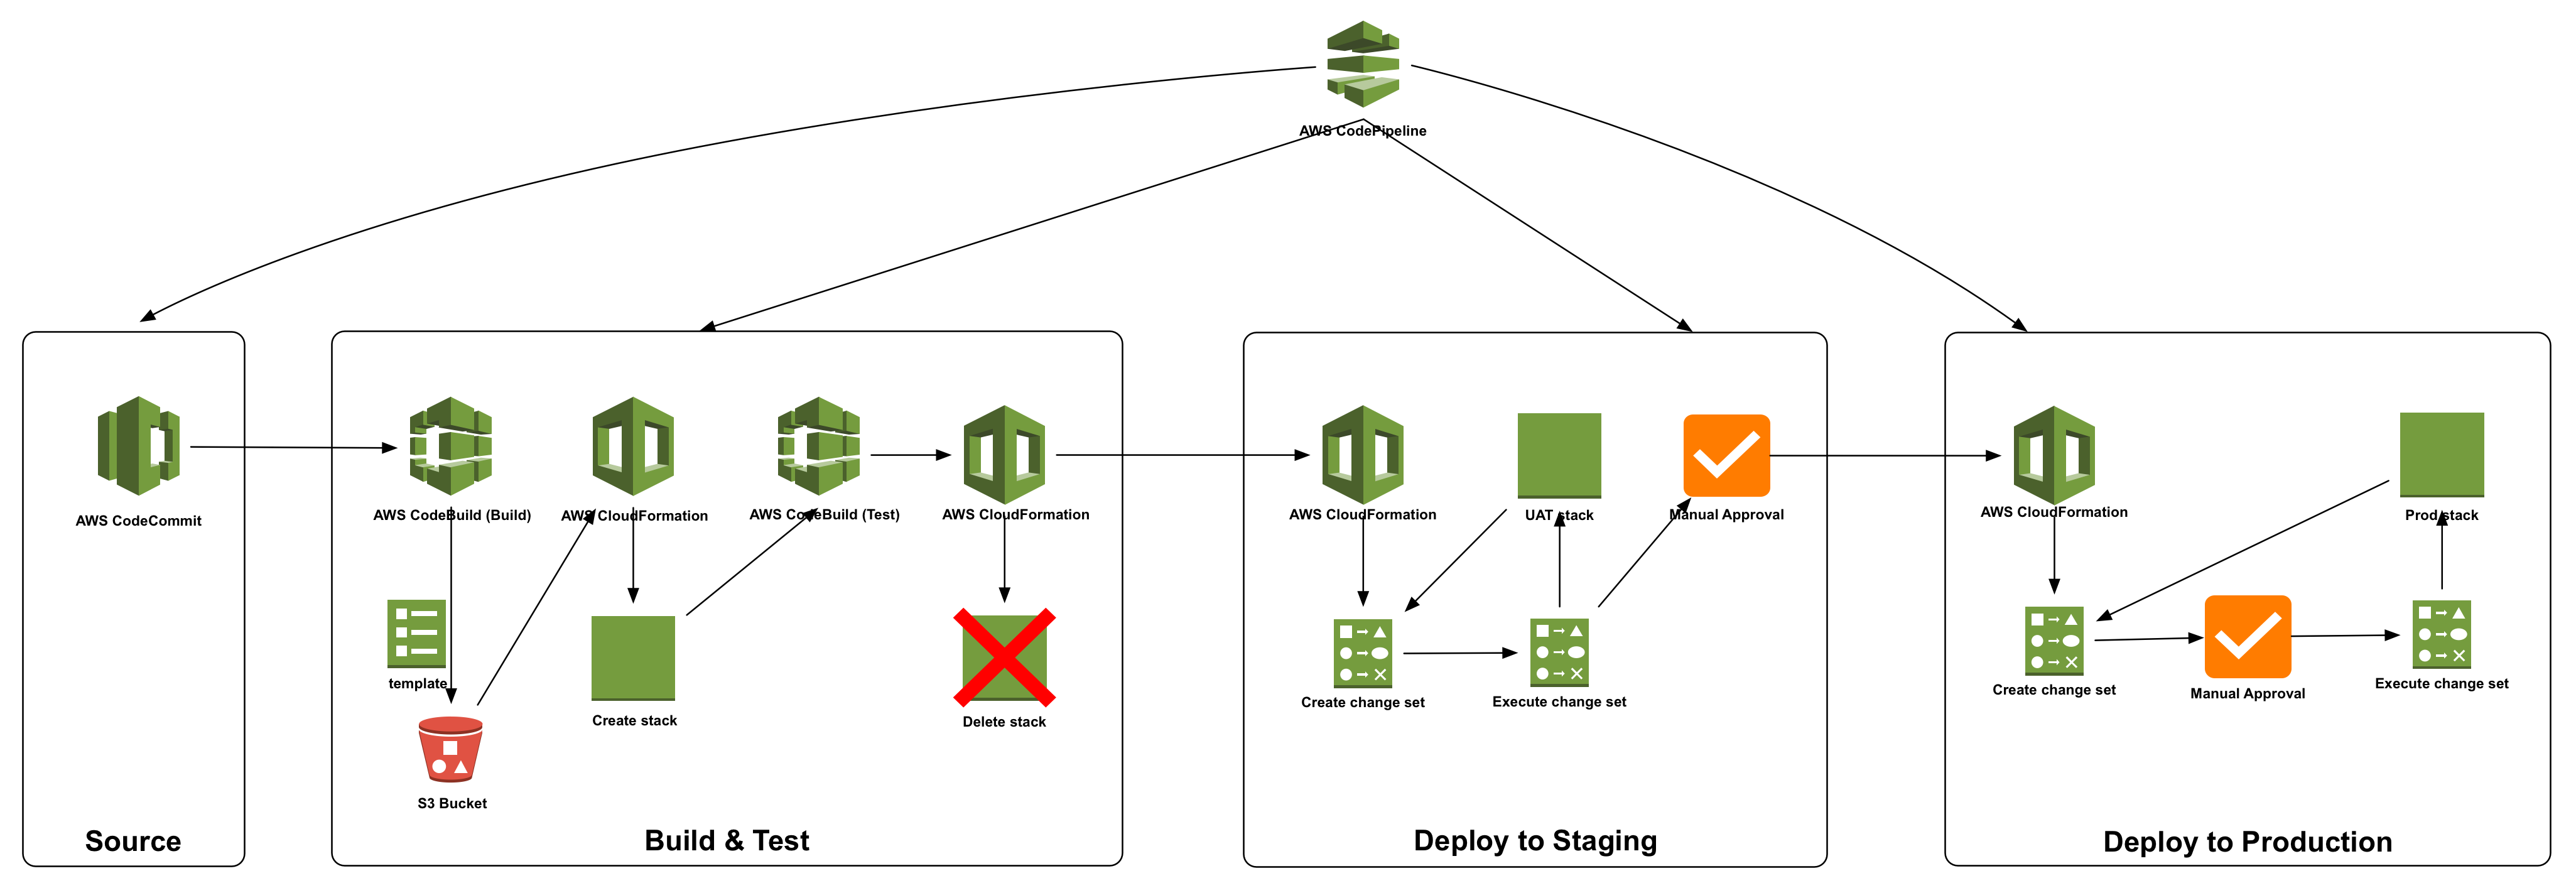 AWS CodePipeline
AWS CodeCommit
Source
AWS CodeBuild (Build)
AWS CloudFormation
AWS CodeBuild (Test)
AWS CloudFormation
template
S3 Bucket
Create stack
Delete stack
Build & Test
AWS CloudFormation
UAT stack
Manual Approval
Create change set
Execute change set
Deploy to Staging
AWS CloudFormation
Prod stack
Create change set
Manual Approval
Execute change set
Deploy to Production